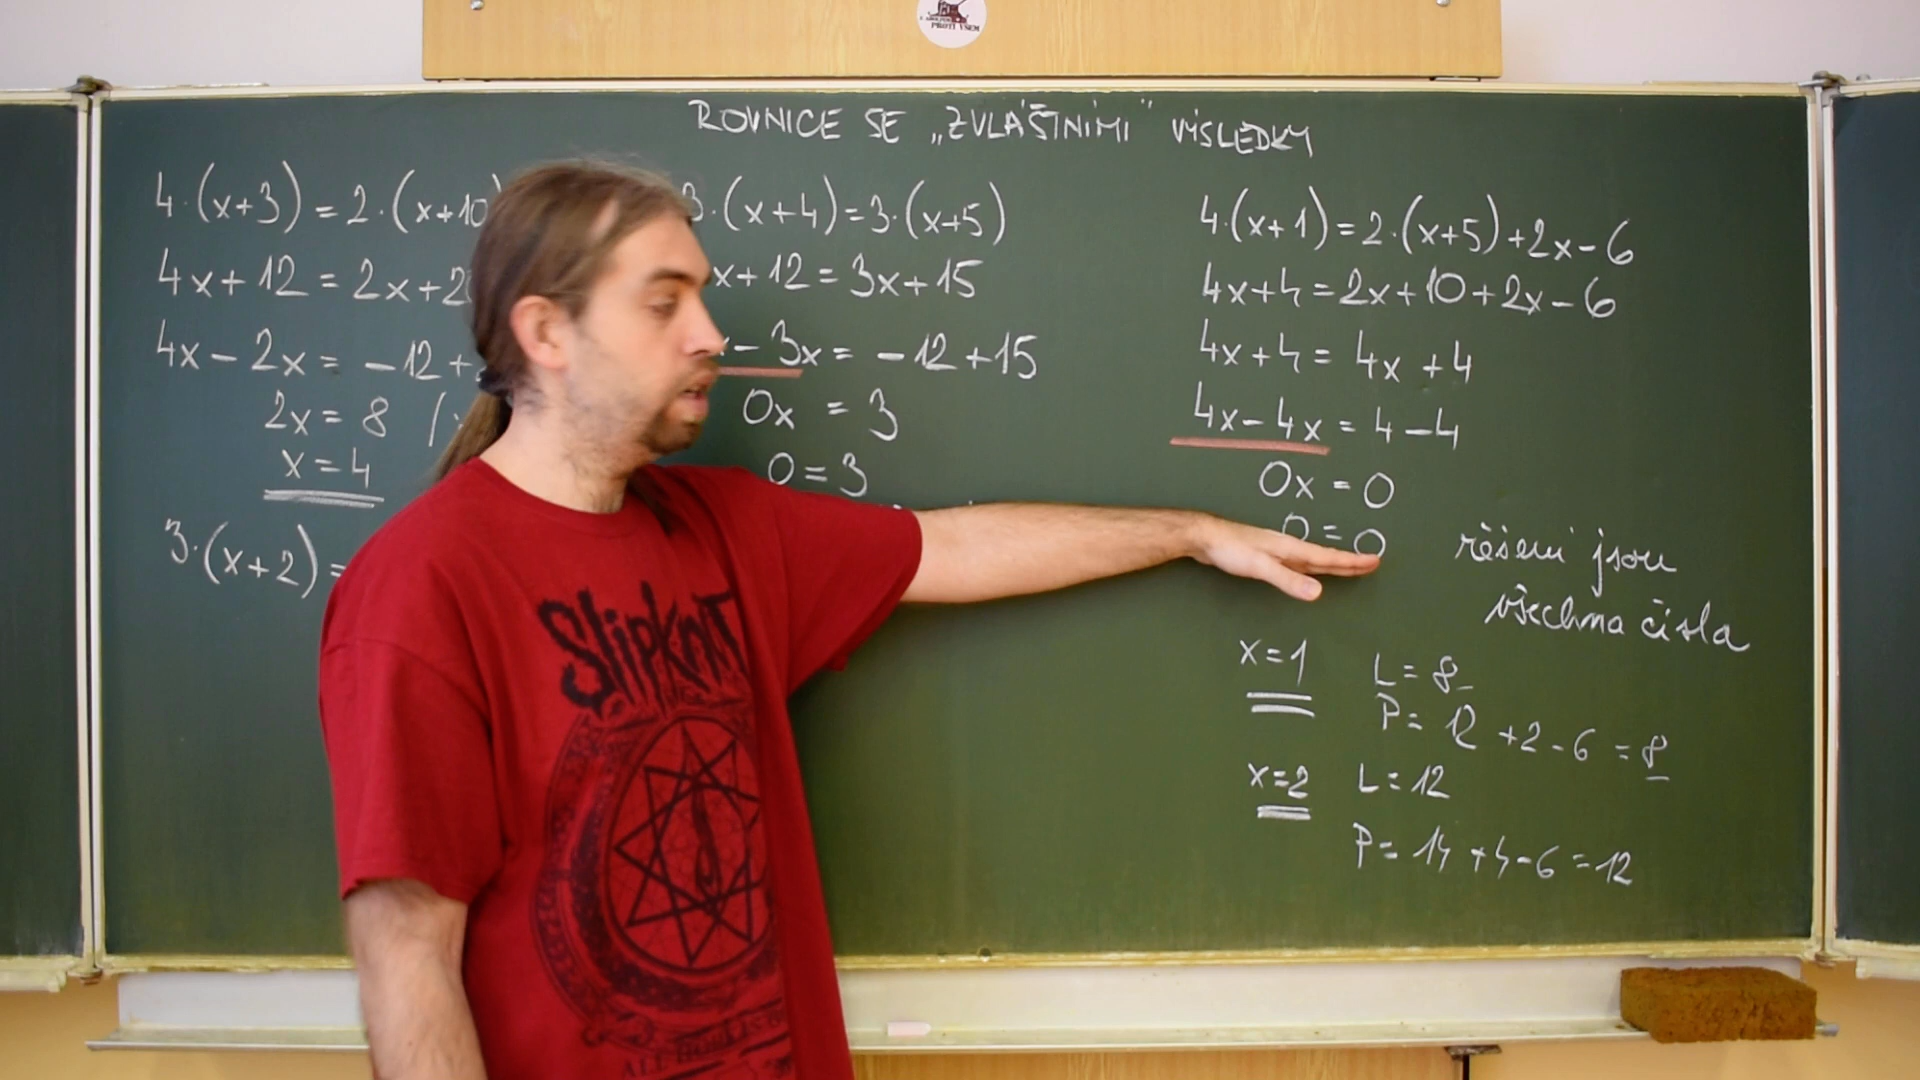 PROTI VŠEM
ROVNICE SE „ZVLÁŠTNÍMI" VÝSLEDKY
4·(x+3)=2·(x+10
4x+12=2x+2
4x-2x=-12+
2x=8 /
x=4
3·(x+2)=
3·(x+4)=3·(x+5)
x+12=3x+15
-3x=-12+15
0x=3
0=3
4·(x+1)=2·(x+5)+2x-6
4x+4=2x+10+2x-6
4x+4=4x+4
4x-4x=4-4
0x=0
0=0
řešení jsou
všechna čísla
x=1 L=8
P=12+2-6=8
x=2 L=12
P=14+4-6=12
SlipknoT